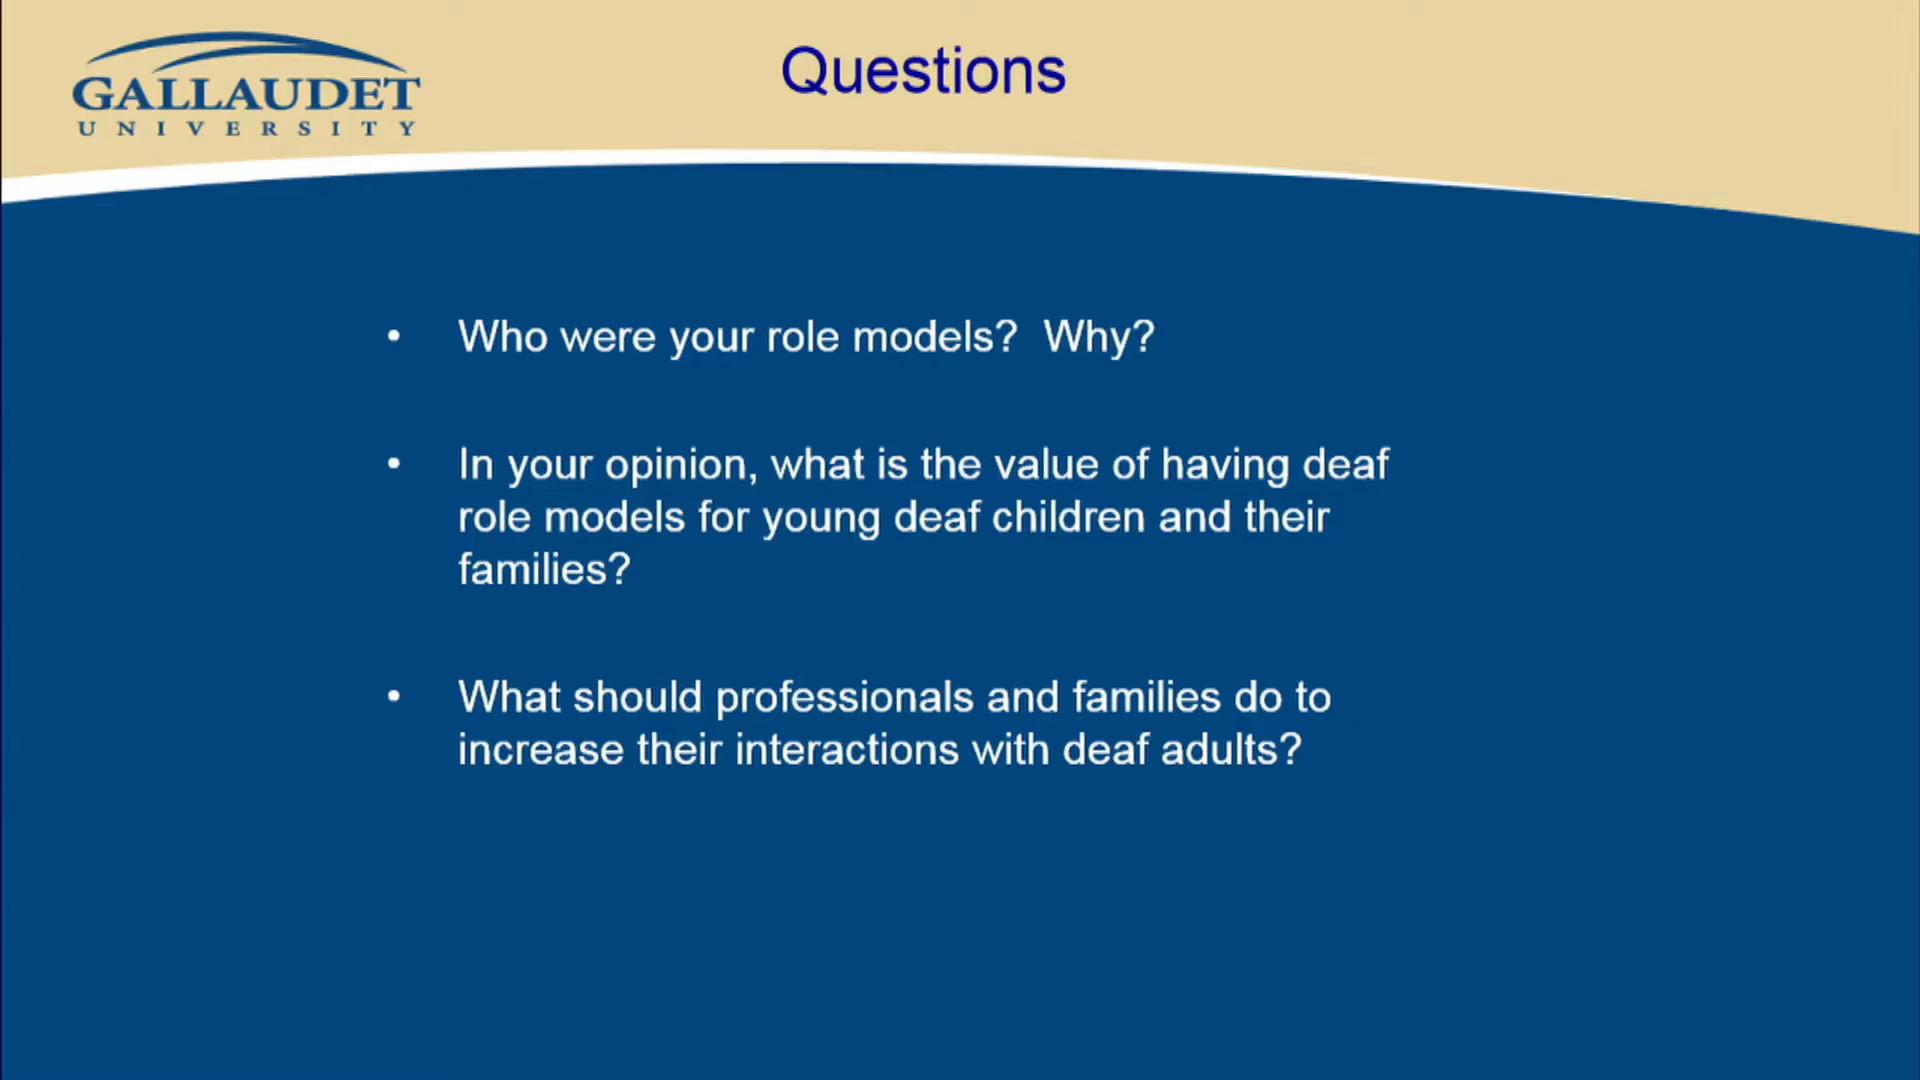 GALLAUDET
UNIVERSITY
Questions
• Who were your role models?  Why?
• In your opinion, what is the value of having deaf
role models for young deaf children and their
families?
• What should professionals and families do to
increase their interactions with deaf adults?